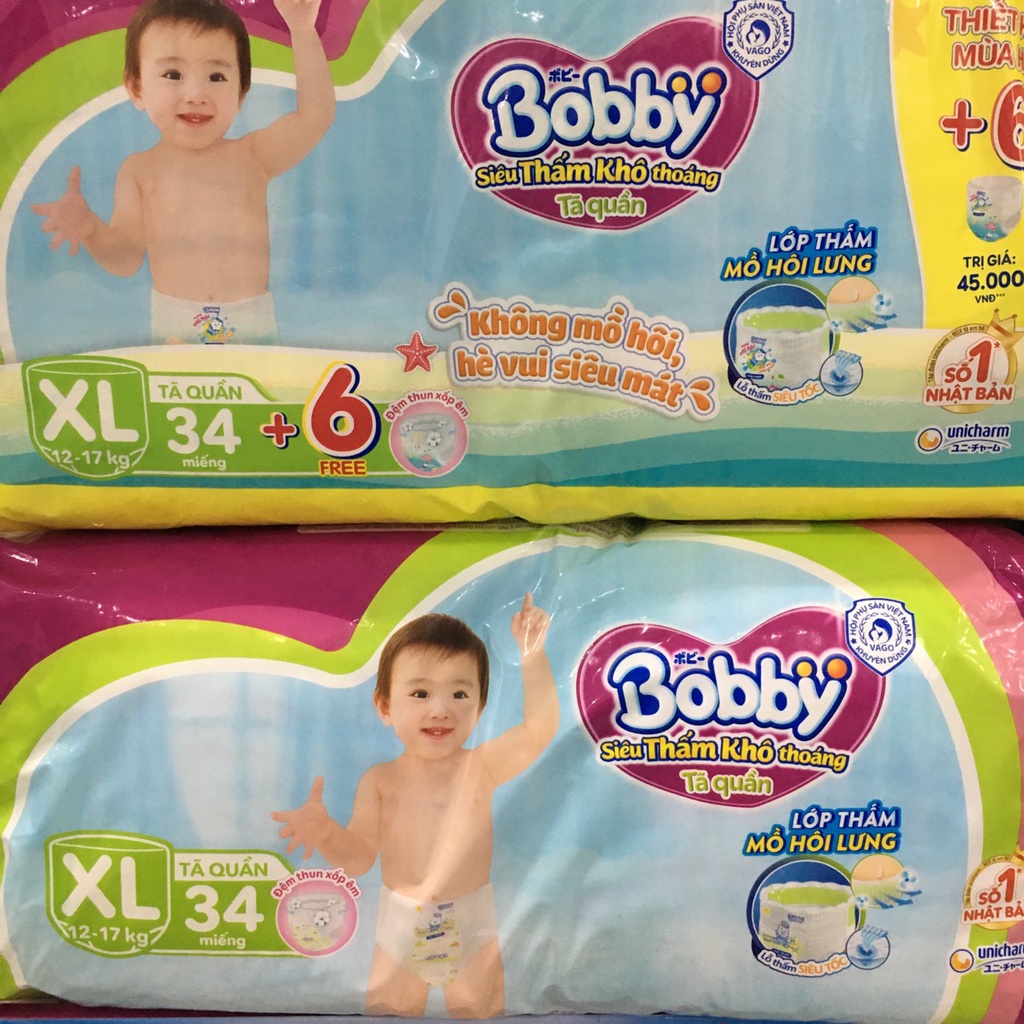 HỘI PHỤ SẢN VIỆT NAM
VAGO
KHUYÊN DÙNG
ボビー
Bobby
Siêu Thấm Khô thoáng
Tã quần
THIẾT
MÙA
+6
TRỊ GIÁ:
45.000
VNĐ***
LỚP THẤM
MỒ HÔI LƯNG
Lõi thấm SIÊU TỐC
Không mồ hôi,
hè vui siêu mát
SỐ 1*
NHẬT BẢN
unicharm
ユニ・チャーム
XL
12-17 kg
TÃ QUẦN
34
miếng
+6
FREE
Đệm thun xốp êm
HỘI PHỤ SẢN VIỆT NAM
VAGO
KHUYÊN DÙNG
ボビー
Bobby
Siêu Thấm Khô thoáng
Tã quần
LỚP THẤM
MỒ HÔI LƯNG
Lõi thấm SIÊU TỐC
XL
12-17 kg
TÃ QUẦN
34
miếng
Đệm thun xốp êm
SỐ 1*
NHẬT BẢ
unicharm
ユニ・チャーム